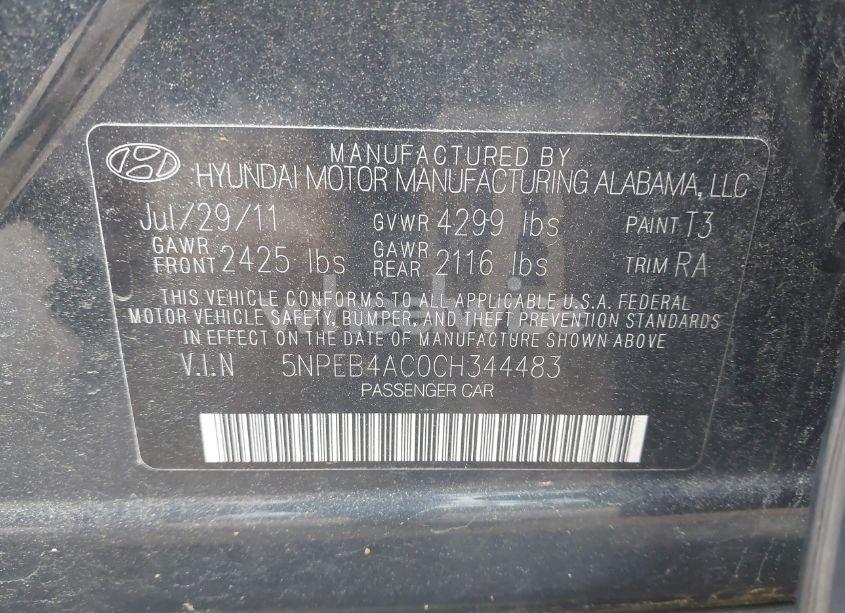 MANUFACTURED BY
HYUNDAI MOTOR MANUFACTURING ALABAMA, LLC
Jul/29/11 GVWR 4299 lbs PAINT T3
GAWR FRONT 2425 lbs GAWR REAR 2116 lbs TRIM RA
THIS VEHICLE CONFORMS TO ALL APPLICABLE U.S.A. FEDERAL
MOTOR VEHICLE SAFETY, BUMPER, AND THEFT PREVENTION STANDARDS
IN EFFECT ON THE DATE OF MANUFACTURE SHOWN ABOVE
V.I.N 5NPEB4AC0CH344483
PASSENGER CAR